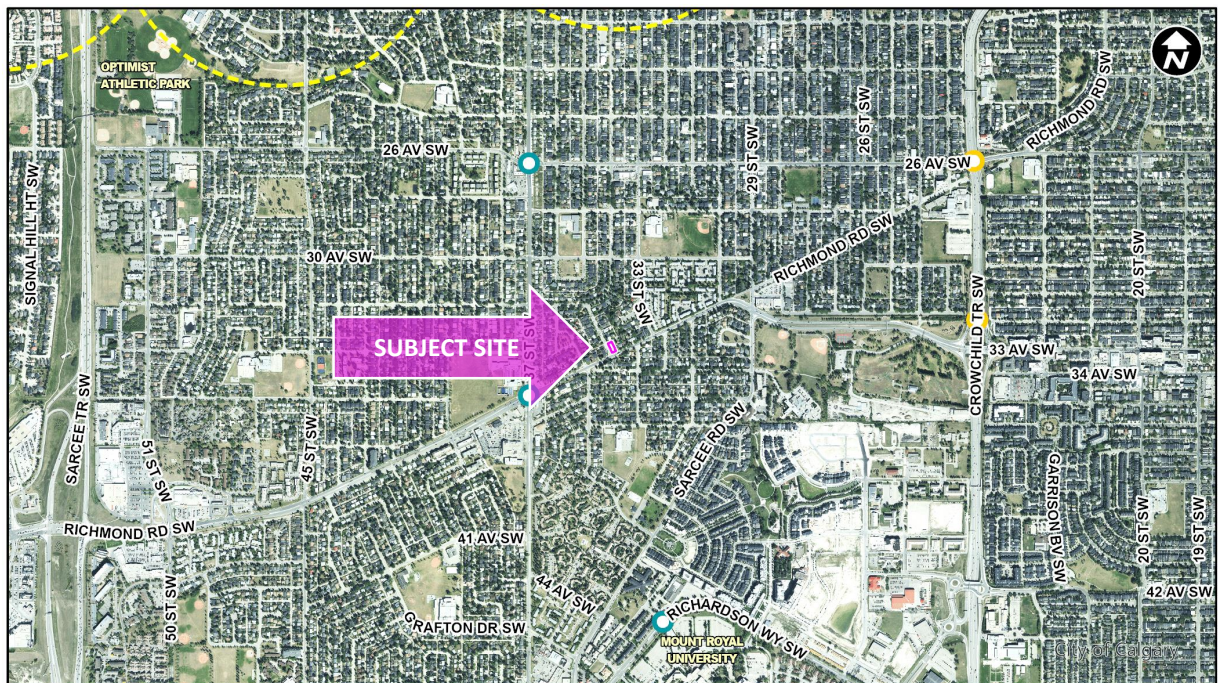 N
OPTIMIST
ATHLETIC PARK
RICHMOND RD SW
26 AV SW
26 ST SW
29 ST SW
26 AV SW
SIGNAL HILL HT SW
30 AV SW
33 ST SW
RICHMOND RD SW
20 ST SW
SUBJECT SITE
37 ST SW
CROWCHILD TR SW
33 AV SW
34 AV SW
SARCEE TR SW
45 ST SW
51 ST SW
SARCEE RD SW
GARRISON BV SW
20 ST SW
19 ST SW
RICHMOND RD SW
41 AV SW
50 ST SW
44 AV SW
42 AV SW
GRAFTON DR SW
RICHARDSON WY SW
MOUNT ROYAL
UNIVERSITY
City of Calgary